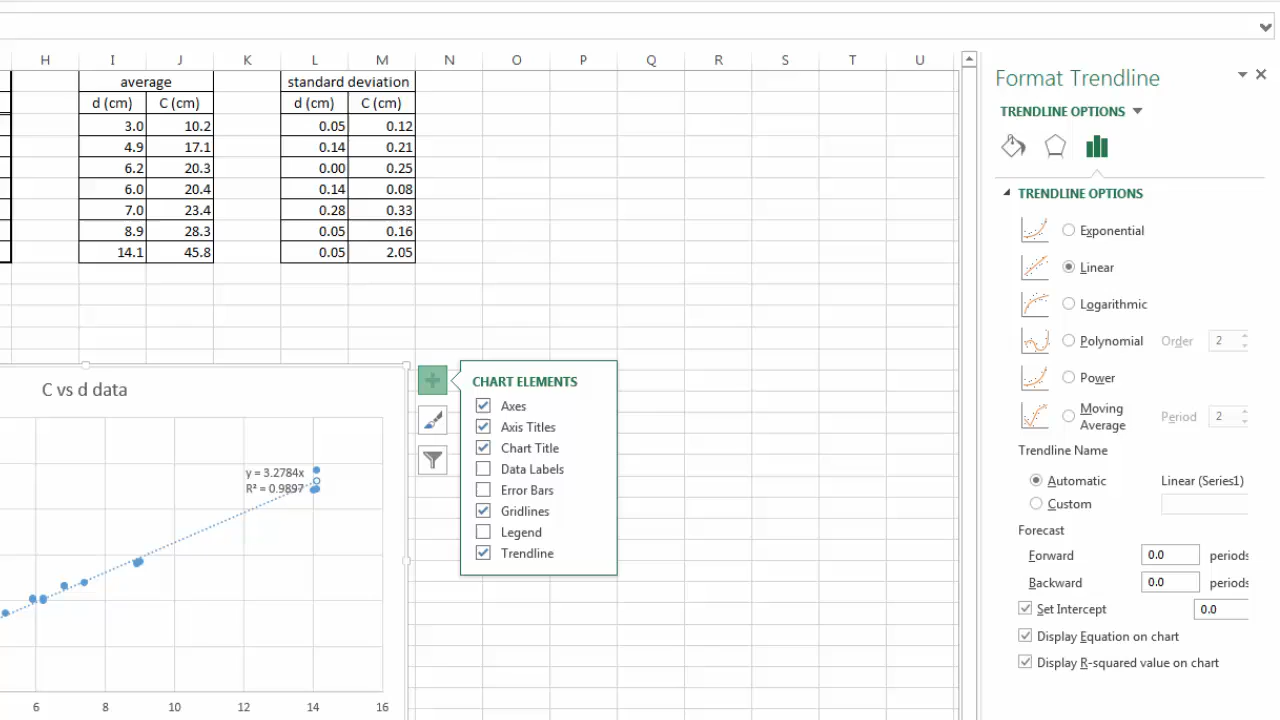 H I J K L M N O P Q R S T U
average standard deviation
d (cm) C (cm) d (cm) C (cm)
3.0 10.2 0.05 0.12
4.9 17.1 0.14 0.21
6.2 20.3 0.00 0.25
6.0 20.4 0.14 0.08
7.0 23.4 0.28 0.33
8.9 28.3 0.05 0.16
14.1 45.8 0.05 2.05
C vs d data
y = 3.2784x
R² = 0.9897
6 8 10 12 14 16
CHART ELEMENTS
Axes
Axis Titles
Chart Title
Data Labels
Error Bars
Gridlines
Legend
Trendline
Format Trendline
TRENDLINE OPTIONS
TRENDLINE OPTIONS
Exponential
Linear
Logarithmic
Polynomial Order 2
Power
Moving
Average Period 2
Trendline Name
Automatic Linear (Series1)
Custom
Forecast
Forward 0.0 periods
Backward 0.0 periods
Set Intercept 0.0
Display Equation on chart
Display R-squared value on chart